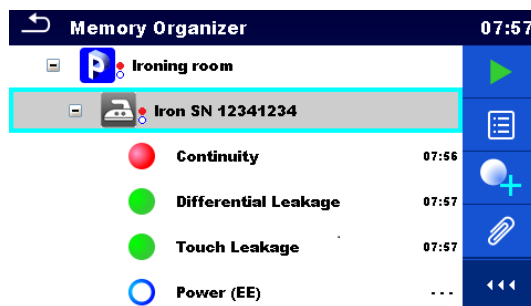 Memory Organizer 07:57
P Ironing room
Iron SN 12341234
Continuity 07:56
Differential Leakage 07:57
Touch Leakage 07:57
Power (EE) ---